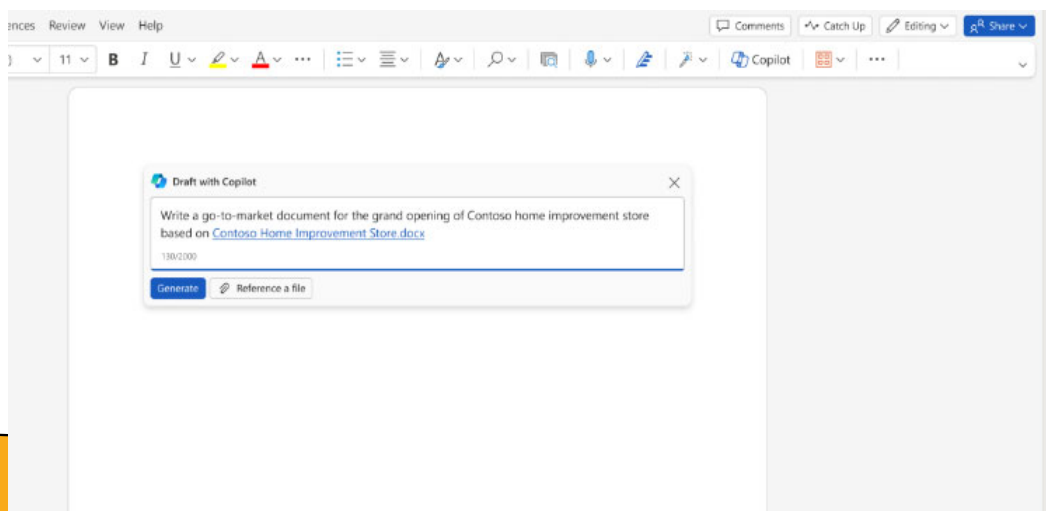 ences Review View Help
Comments Catch Up Editing Share
11 B I U A ... Copilot ...
Draft with Copilot
Write a go-to-market document for the grand opening of Contoso home improvement store
based on Contoso Home Improvement Store.docx
130/2000
Generate Reference a file